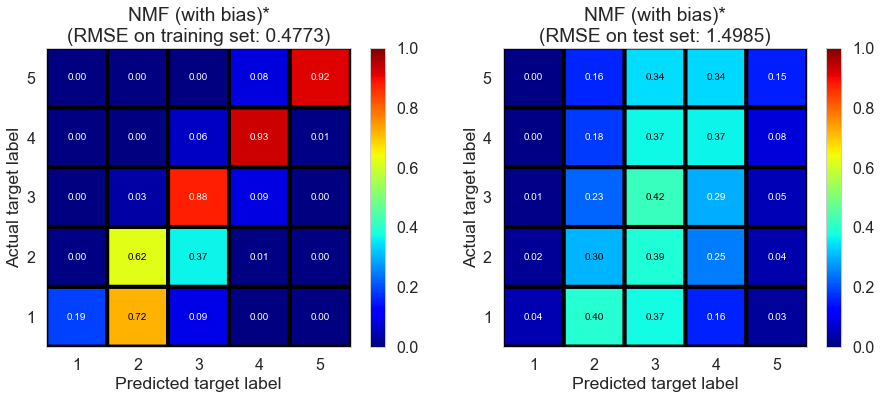 NMF (with bias)*
(RMSE on training set: 0.4773)
Actual target label
5 0.00 0.00 0.00 0.08 0.92
4 0.00 0.00 0.06 0.93 0.01
3 0.00 0.03 0.88 0.09 0.00
2 0.00 0.62 0.37 0.01 0.00
1 0.19 0.72 0.09 0.00 0.00
1 2 3 4 5
Predicted target label
1.0
0.8
0.6
0.4
0.2
0.0
NMF (with bias)*
(RMSE on test set: 1.4985)
Actual target label
5 0.00 0.16 0.34 0.34 0.15
4 0.00 0.18 0.37 0.37 0.08
3 0.01 0.23 0.42 0.29 0.05
2 0.02 0.30 0.39 0.25 0.04
1 0.04 0.40 0.37 0.16 0.03
1 2 3 4 5
Predicted target label
1.0
0.8
0.6
0.4
0.2
0.0